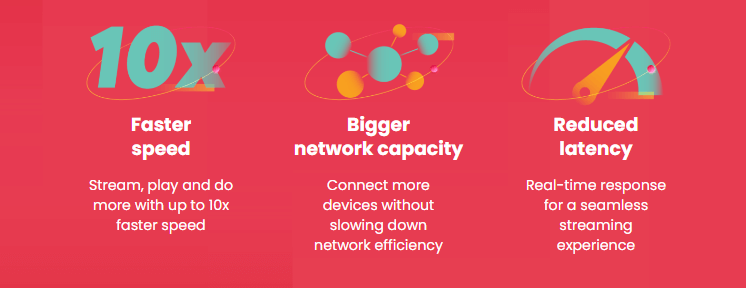 10x
Faster
speed
Stream, play and do
more with up to 10x
faster speed
Bigger
network capacity
Connect more
devices without
slowing down
network efficiency
Reduced
latency
Real-time response
for a seamless
streaming
experience